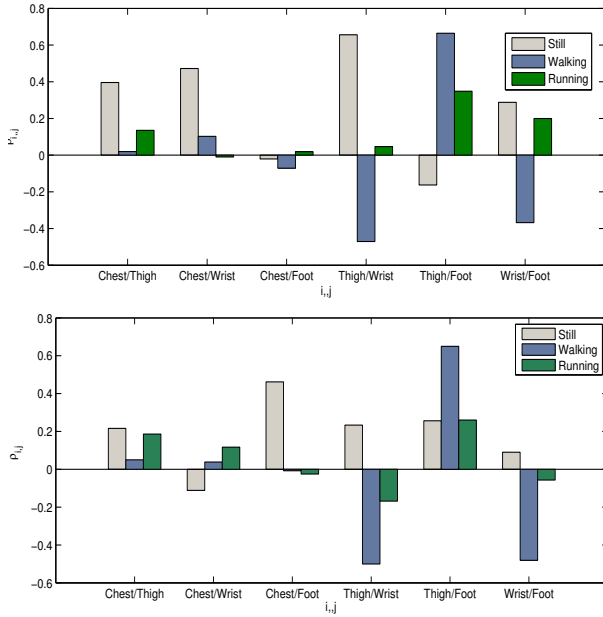 0.8
0.6
0.4
0.2
0
−0.2
−0.4
−0.6
Still
Walking
Running
Chest/Thigh Chest/Wrist Chest/Foot Thigh/Wrist Thigh/Foot Wrist/Foot
i,,j
ρi,j
0.8
0.6
0.4
0.2
0
−0.2
−0.4
−0.6
Still
Walking
Running
Chest/Thigh Chest/Wrist Chest/Foot Thigh/Wrist Thigh/Foot Wrist/Foot
i,,j